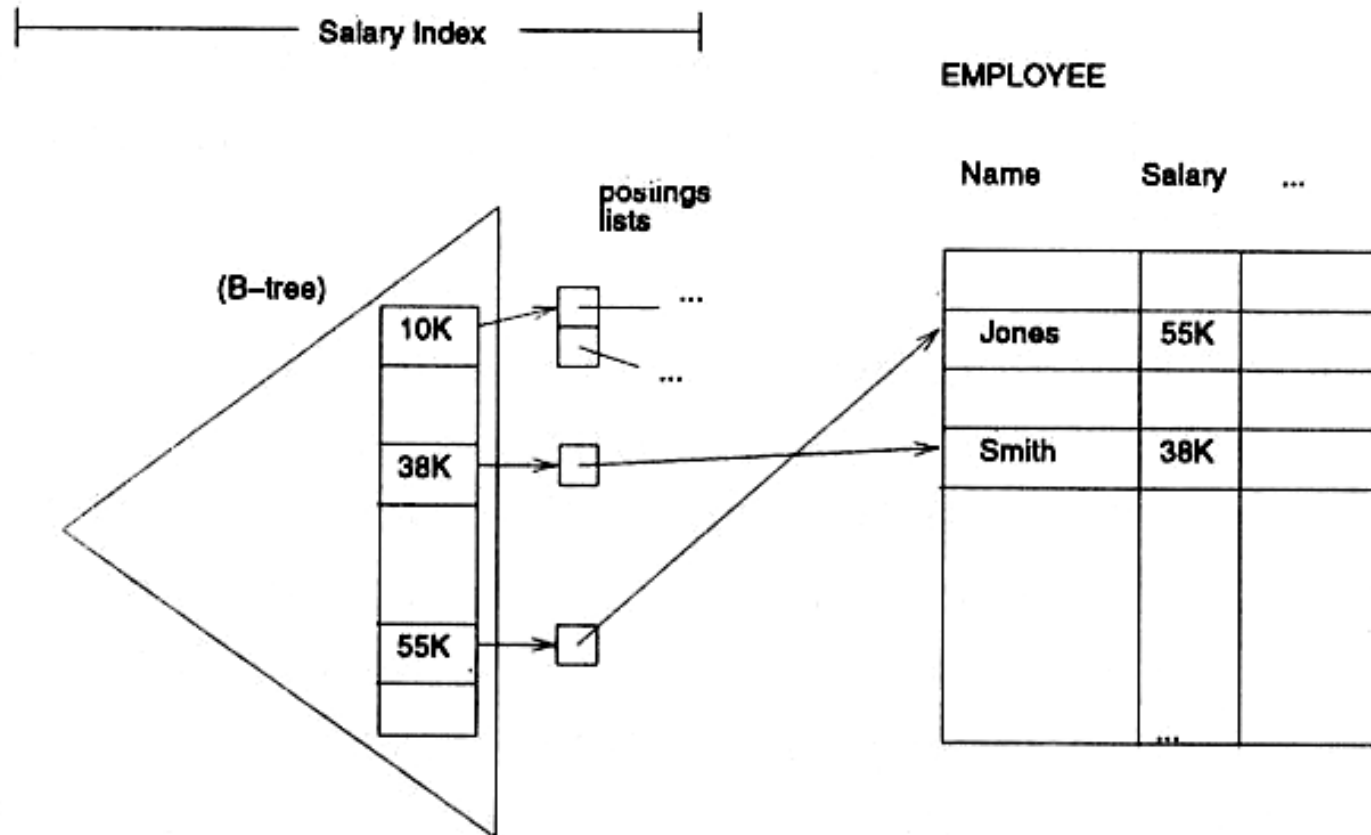 Salary Index
EMPLOYEE
Name Salary ...
postings
lists
(B-tree)
10K
...
...
38K
55K
Jones 55K
Smith 38K
...